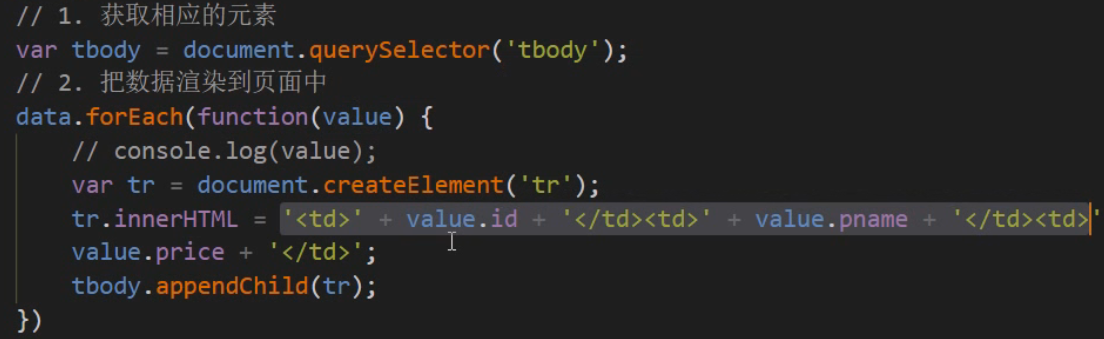 // 1. 获取相应的元素
var tbody = document.querySelector('tbody');
// 2. 把数据渲染到页面中
data.forEach(function(value) {
// console.log(value);
var tr = document.createElement('tr');
tr.innerHTML = '<td>' + value.id + '</td><td>' + value.pname + '</td><td>'
value.price + '</td>';
tbody.appendChild(tr);
})